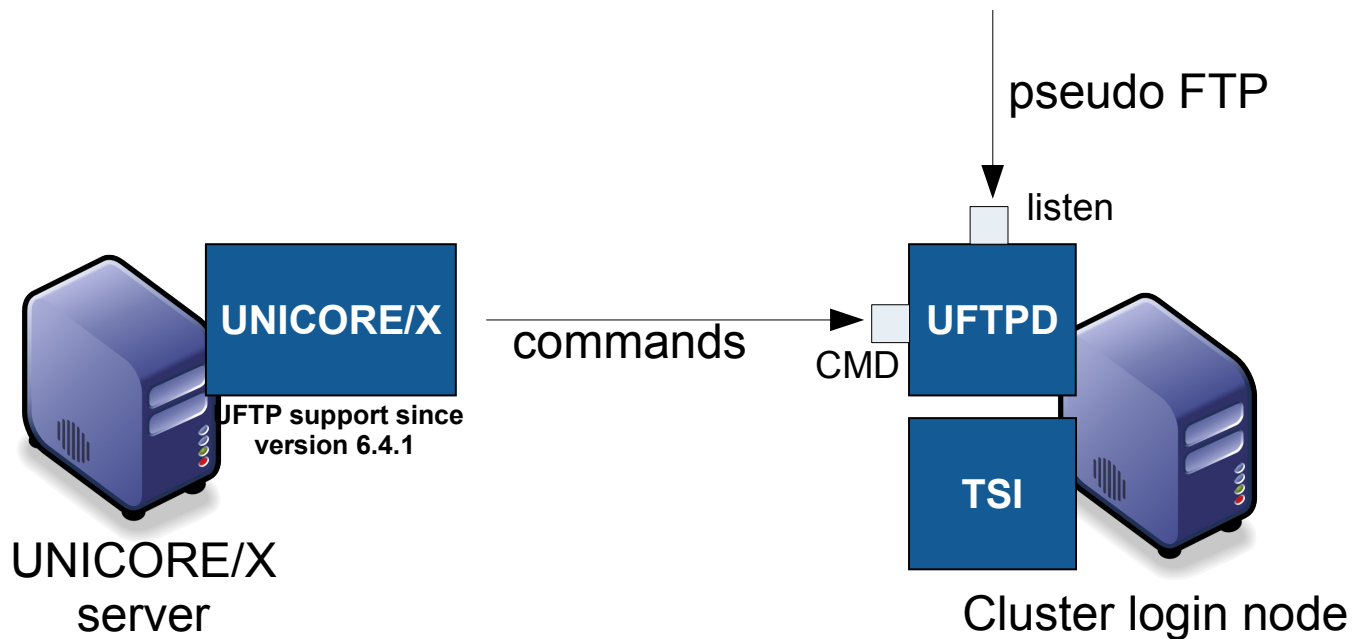 pseudo FTP
listen
UNICORE/X
commands
CMD
UFTPD
UFTP support since
version 6.4.1
TSI
UNICORE/X
server
Cluster login node